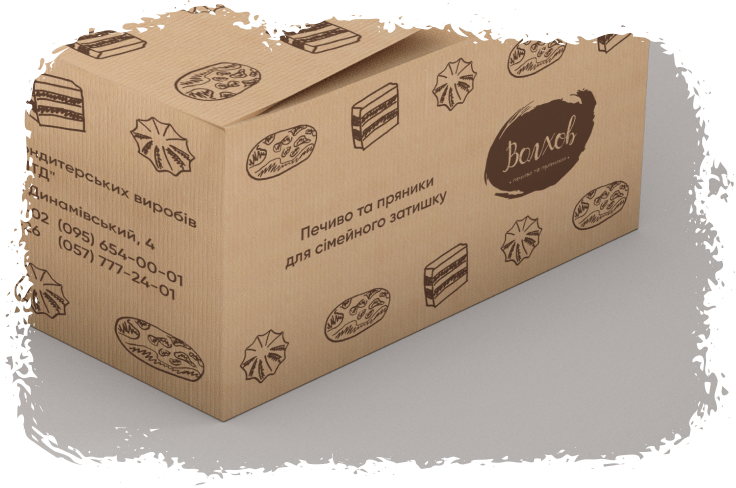 ндитерських виробів
ТД"
Динамівський, 4
02 (095) 654-00-01
6 (057) 777-24-01
Печиво та пряники
для сімейного затишку
Волхов